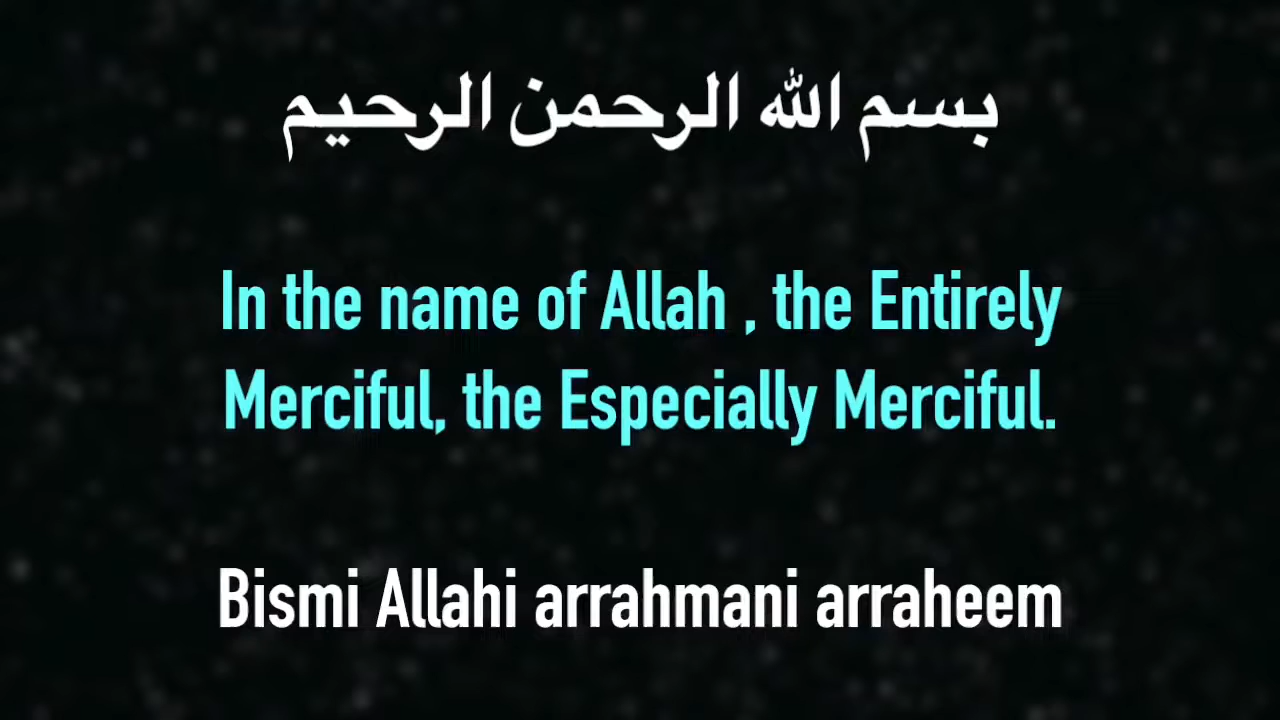 بسم الله الرحمن الرحيم
In the name of Allah , the Entirely
Merciful, the Especially Merciful.
Bismi Allahi arrahmani arraheem